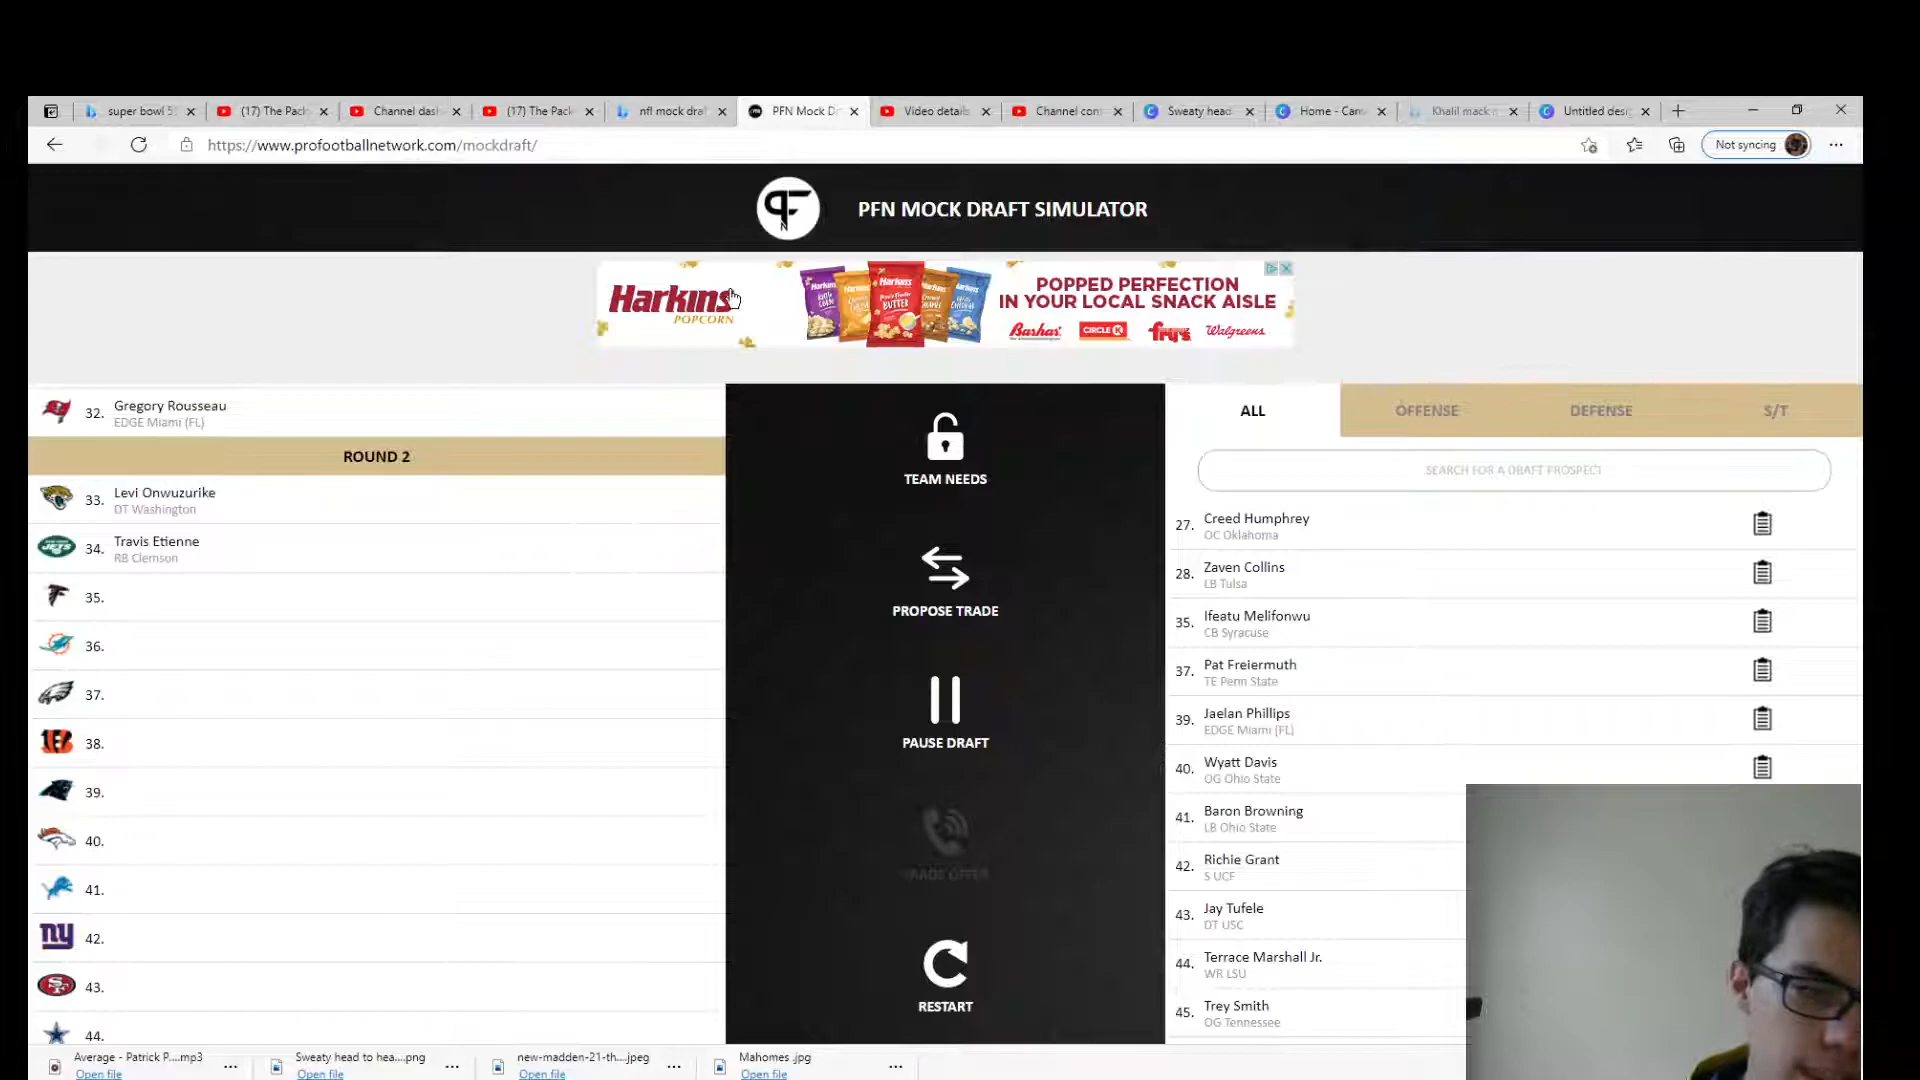 super bowl 5
(17) The Pack
Channel dash
(17) The Pack
nfl mock dra
PFN Mock Dr
Video details
Channel con
Sweaty head
Home - Can
Khalil mack
Untitled desi
https://www.profootballnetwork.com/mockdraft/
Not syncing
PFN MOCK DRAFT SIMULATOR
Harkins
POPCORN
POPPED PERFECTION
IN YOUR LOCAL SNACK AISLE
Bashas'
CIRCLE K
fry's
Walgreens
32. Gregory Rousseau
EDGE Miami (FL)
ROUND 2
33. Levi Onwuzurike
DT Washington
34. Travis Etienne
RB Clemson
35.
36.
37.
38.
39.
40.
41.
42.
43.
44.
TEAM NEEDS
PROPOSE TRADE
PAUSE DRAFT
TRADE OFFER
RESTART
ALL
OFFENSE
DEFENSE
S/T
SEARCH FOR A DRAFT PROSPECT
27. Creed Humphrey
OC Oklahoma
28. Zaven Collins
LB Tulsa
35. Ifeatu Melifonwu
CB Syracuse
37. Pat Freiermuth
TE Penn State
39. Jaelan Phillips
EDGE Miami (FL)
40. Wyatt Davis
OG Ohio State
41. Baron Browning
LB Ohio State
42. Richie Grant
S UCF
43. Jay Tufele
DT USC
44. Terrace Marshall Jr.
WR LSU
45. Trey Smith
OG Tennessee
Average - Patrick P....mp3
Open file
Sweaty head to hea....png
Open file
new-madden-21-th....jpeg
Open file
Mahomes .jpg
Open file